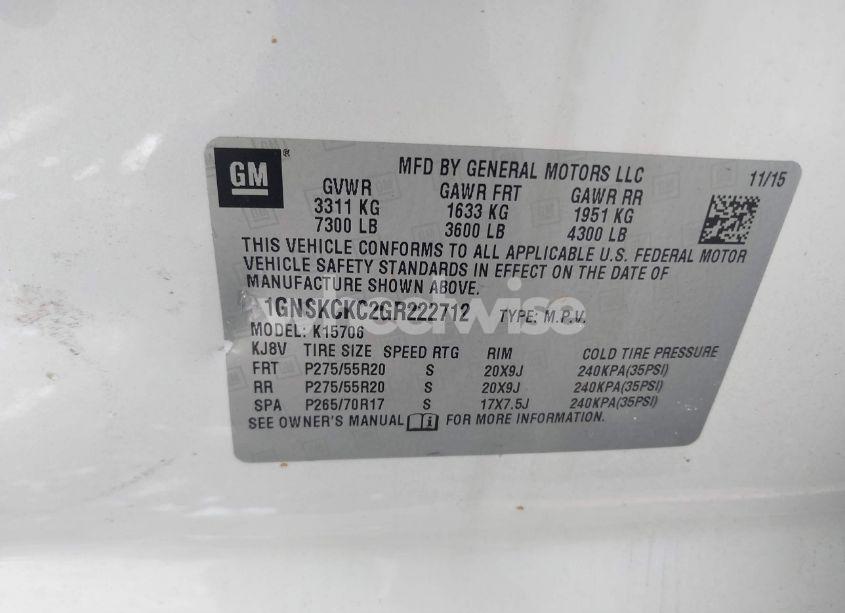 GM ®
MFD BY GENERAL MOTORS LLC 11/15
GVWR GAWR FRT GAWR RR
3311 KG 1633 KG 1951 KG
7300 LB 3600 LB 4300 LB
THIS VEHICLE CONFORMS TO ALL APPLICABLE U.S. FEDERAL MOTOR
VEHICLE SAFETY STANDARDS IN EFFECT ON THE DATE OF
MANUFACTURE SHOWN ABOVE.
1GNSKCKC2GR222712 TYPE: M.P.V.
MODEL: K15706
KJ8V TIRE SIZE SPEED RTG RIM COLD TIRE PRESSURE
FRT P275/55R20 S 20X9J 240KPA(35PSI)
RR P275/55R20 S 20X9J 240KPA(35PSI)
SPA P265/70R17 S 17X7.5J 240KPA(35PSI)
SEE OWNER'S MANUAL FOR MORE INFORMATION.